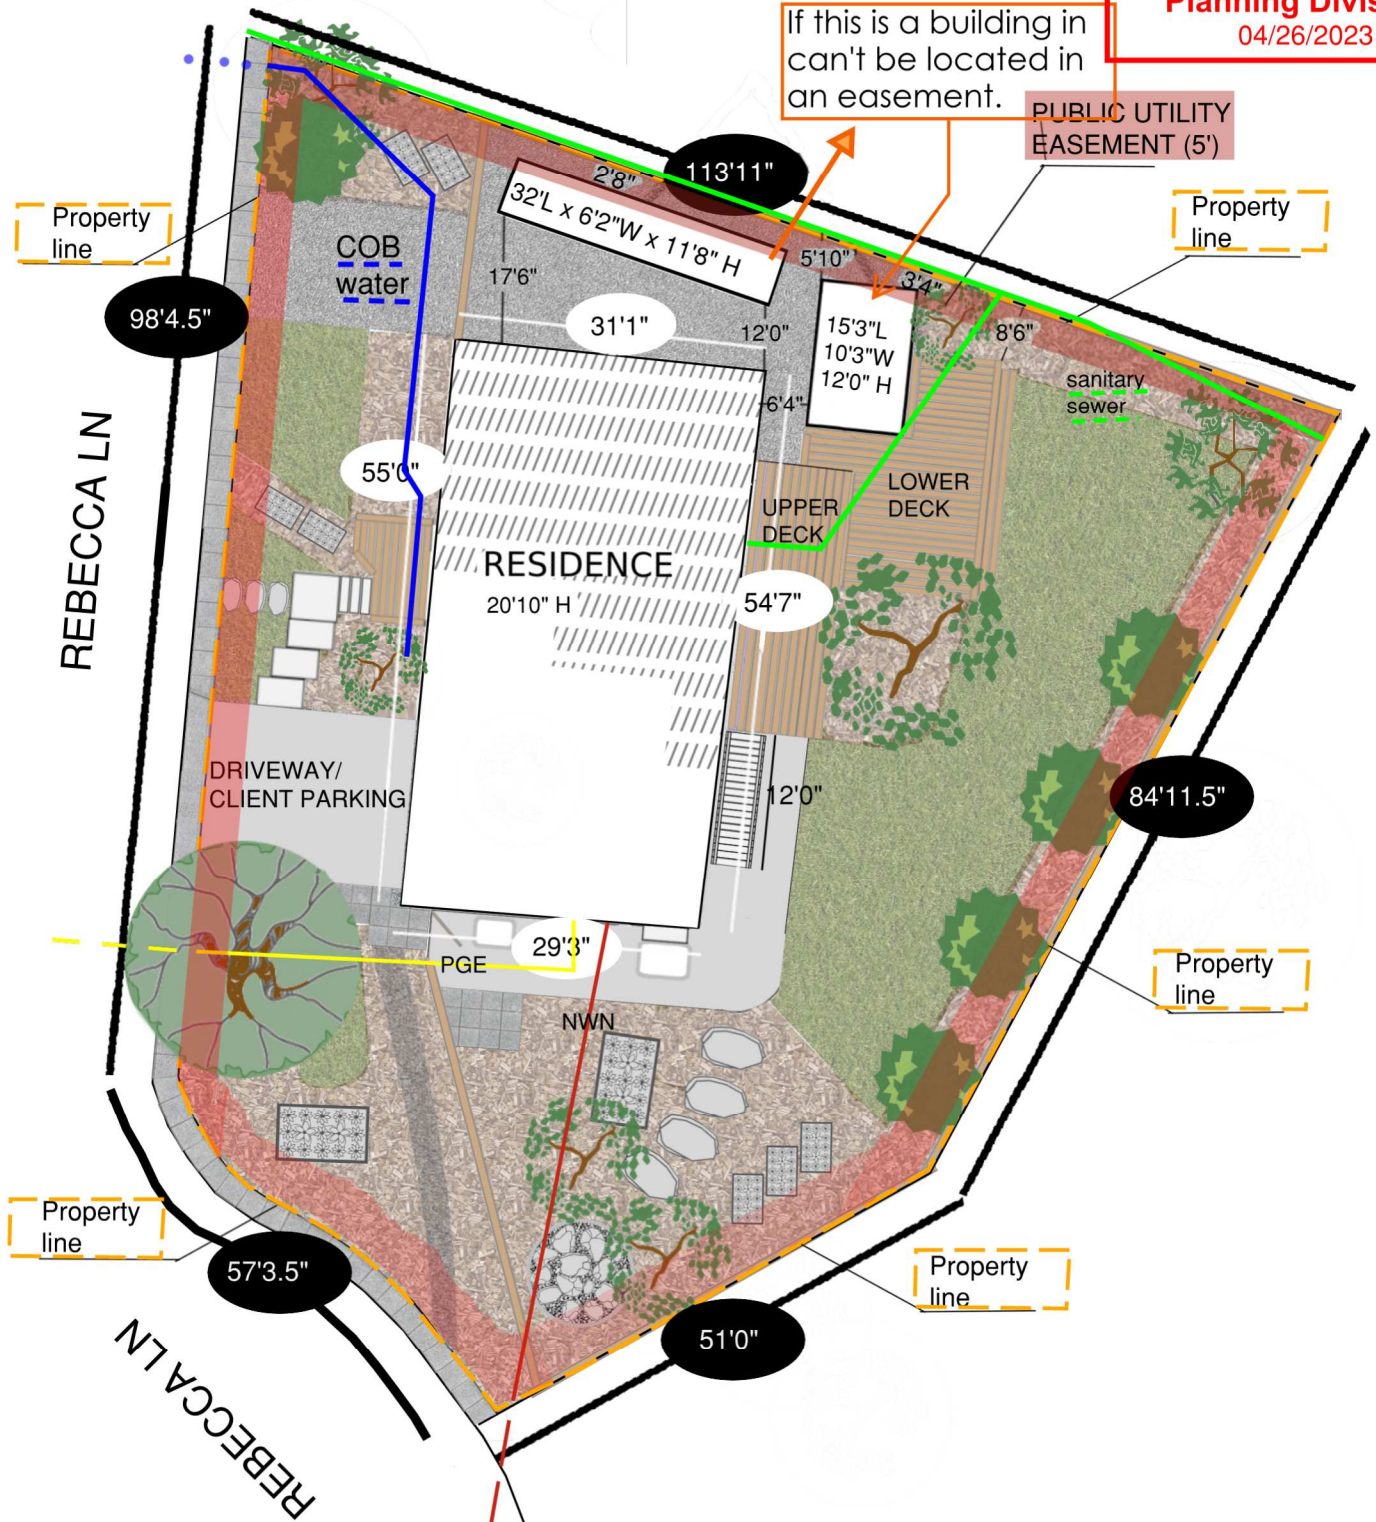 Planning Divis
04/26/2023
If this is a building in
can't be located in
an easement.
PUBLIC UTILITY
EASEMENT (5')
113'11"
2'8"
32'L x 6'2"W x 11'8" H
Property
line
Property
line
COB
water
17'6"
5'10"
3'4"
98'4.5"
31'1"
12'0"
15'3"L
10'3"W
12'0" H
8'6"
sanitary
sewer
6'4"
REBECCA LN
55'0"
UPPER
DECK
LOWER
DECK
RESIDENCE
20'10" H
54'7"
DRIVEWAY/
CLIENT PARKING
12'0"
84'11.5"
29'3"
PGE
NWN
Property
line
Property
line
57'3.5"
Property
line
51'0"
REBECCA LN